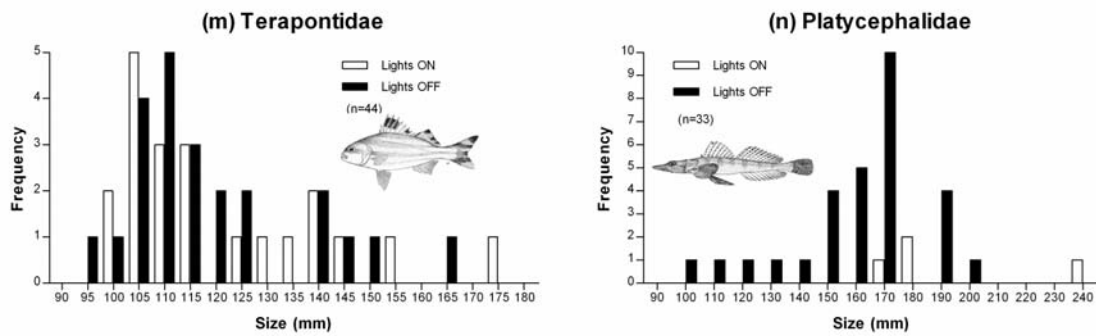 (m) Terapontidae
5
4
3
2
1
0
Frequency
Lights ON
Lights OFF
(n=44)
90 95 100 105 110 115 120 125 130 135 140 145 150 155 160 165 170 175 180
Size (mm)
(n) Platycephalidae
10
9
8
7
6
5
4
3
2
1
0
Frequency
Lights ON
Lights OFF
(n=33)
90 100 110 120 130 140 150 160 170 180 190 200 210 220 230 240
Size (mm)